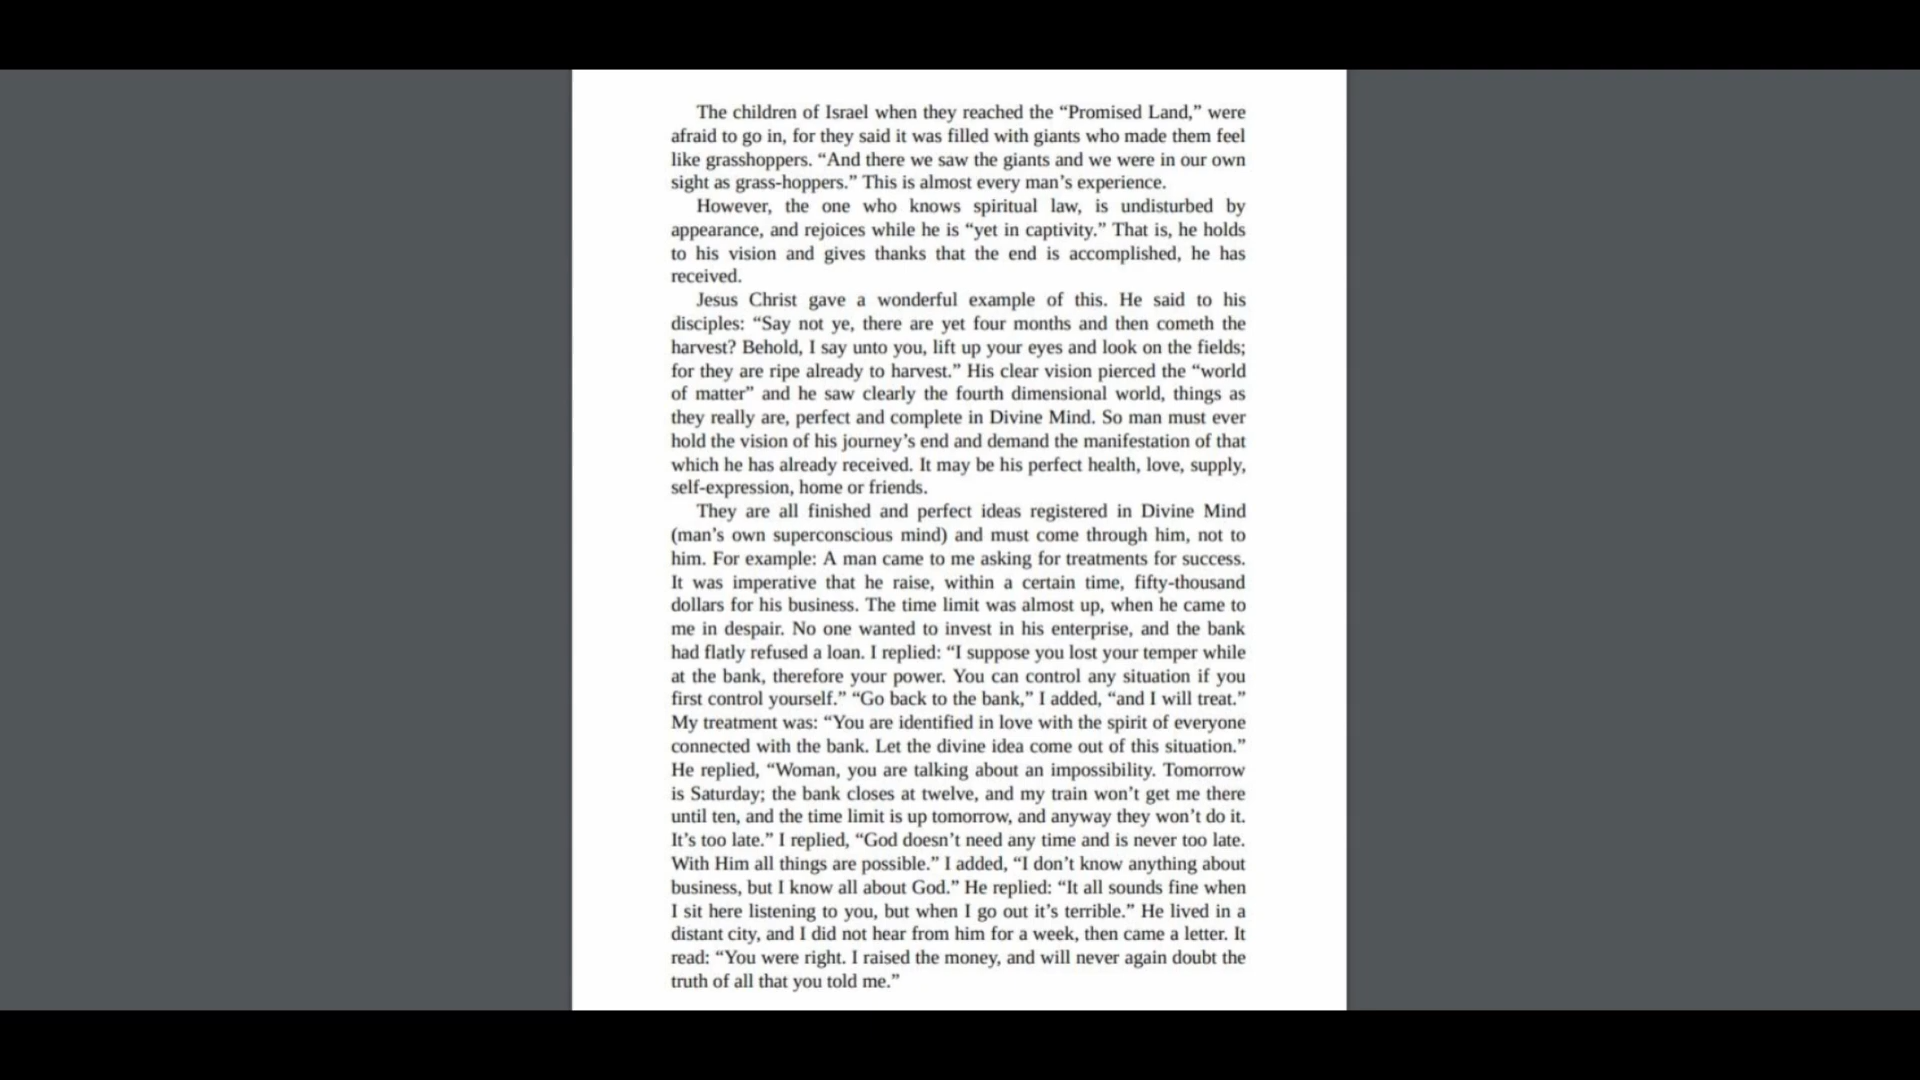 The children of Israel when they reached the “Promised Land,” were
afraid to go in, for they said it was filled with giants who made them feel
like grasshoppers. “And there we saw the giants and we were in our own
sight as grass-hoppers.” This is almost every man’s experience.
However, the one who knows spiritual law, is undisturbed by
appearance, and rejoices while he is “yet in captivity.” That is, he holds
to his vision and gives thanks that the end is accomplished, he has
received.
Jesus Christ gave a wonderful example of this. He said to his
disciples: “Say not ye, there are yet four months and then cometh the
harvest? Behold, I say unto you, lift up your eyes and look on the fields;
for they are ripe already to harvest.” His clear vision pierced the “world
of matter” and he saw clearly the fourth dimensional world, things as
they really are, perfect and complete in Divine Mind. So man must ever
hold the vision of his journey’s end and demand the manifestation of that
which he has already received. It may be his perfect health, love, supply,
self-expression, home or friends.
They are all finished and perfect ideas registered in Divine Mind
(man’s own superconscious mind) and must come through him, not to
him. For example: A man came to me asking for treatments for success.
It was imperative that he raise, within a certain time, fifty-thousand
dollars for his business. The time limit was almost up, when he came to
me in despair. No one wanted to invest in his enterprise, and the bank
had flatly refused a loan. I replied: “I suppose you lost your temper while
at the bank, therefore your power. You can control any situation if you
first control yourself.” “Go back to the bank,” I added, “and I will treat.”
My treatment was: “You are identified in love with the spirit of everyone
connected with the bank. Let the divine idea come out of this situation.”
He replied, “Woman, you are talking about an impossibility. Tomorrow
is Saturday; the bank closes at twelve, and my train won’t get me there
until ten, and the time limit is up tomorrow, and anyway they won’t do it.
It’s too late.” I replied, “God doesn’t need any time and is never too late.
With Him all things are possible.” I added, “I don’t know anything about
business, but I know all about God.” He replied: “It all sounds fine when
I sit here listening to you, but when I go out it’s terrible.” He lived in a
distant city, and I did not hear from him for a week, then came a letter. It
read: “You were right. I raised the money, and will never again doubt the
truth of all that you told me.”